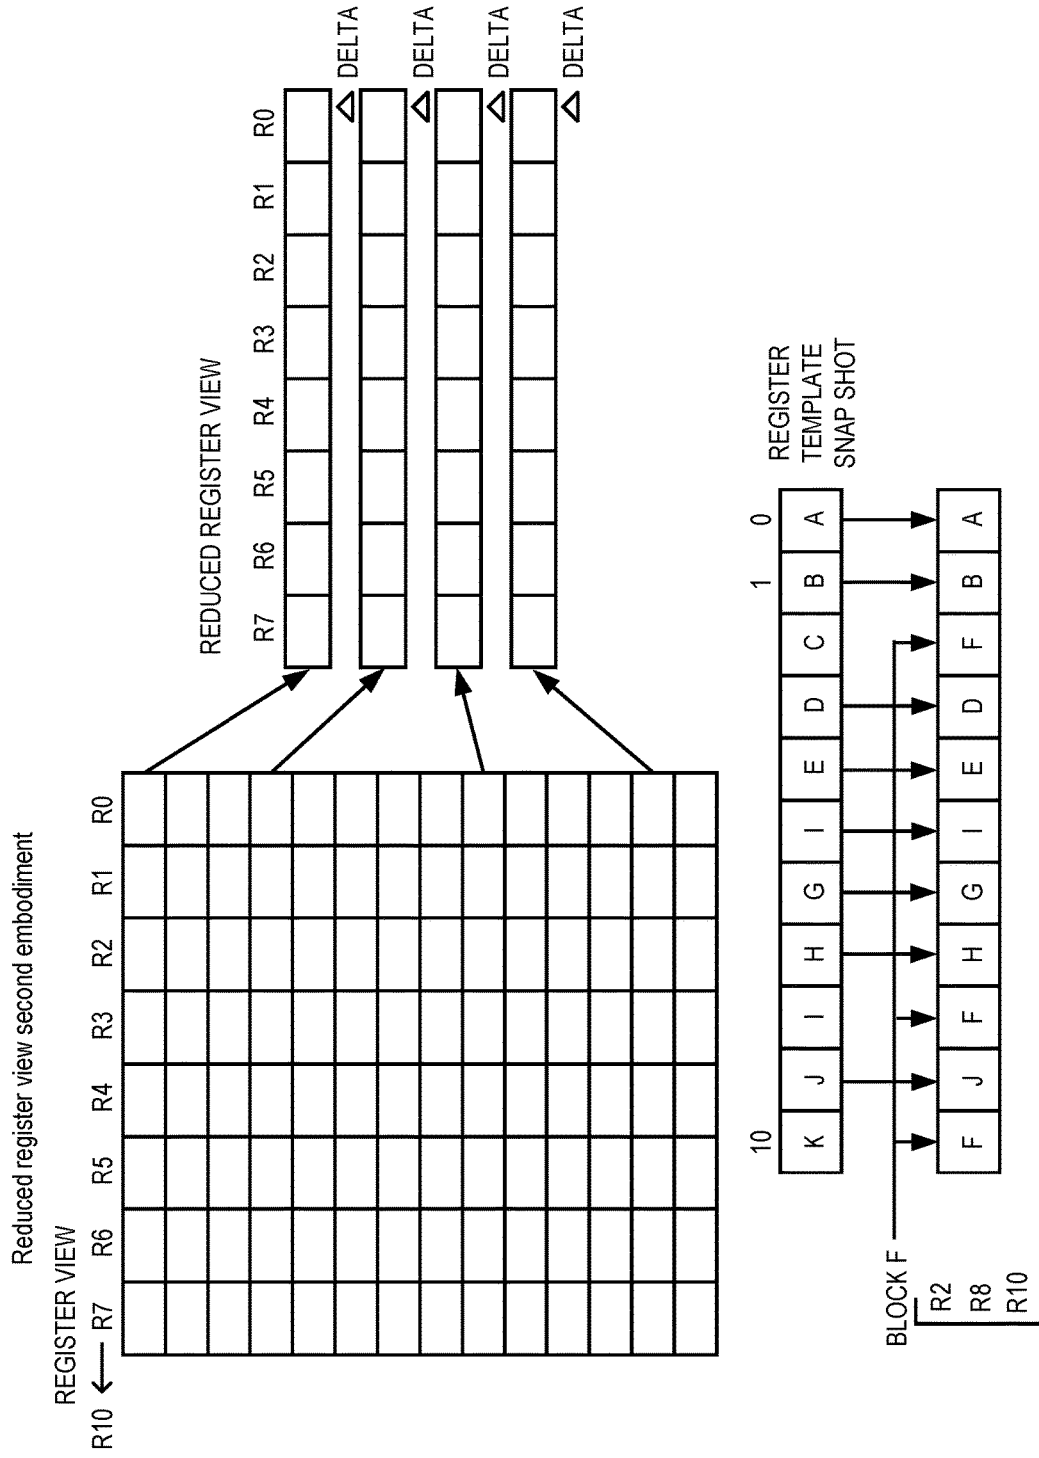 Reduced register view second embodiment
REGISTER VIEW
R10 ← R7 R6 R5 R4 R3 R2 R1 R0
REDUCED REGISTER VIEW
R7 R6 R5 R4 R3 R2 R1 R0
DELTA
DELTA
DELTA
DELTA
10 1 0
K J I H G I E D C B A
REGISTER
TEMPLATE
SNAP SHOT
BLOCK F
R2
R8
R10
F J F H G I E D F B A